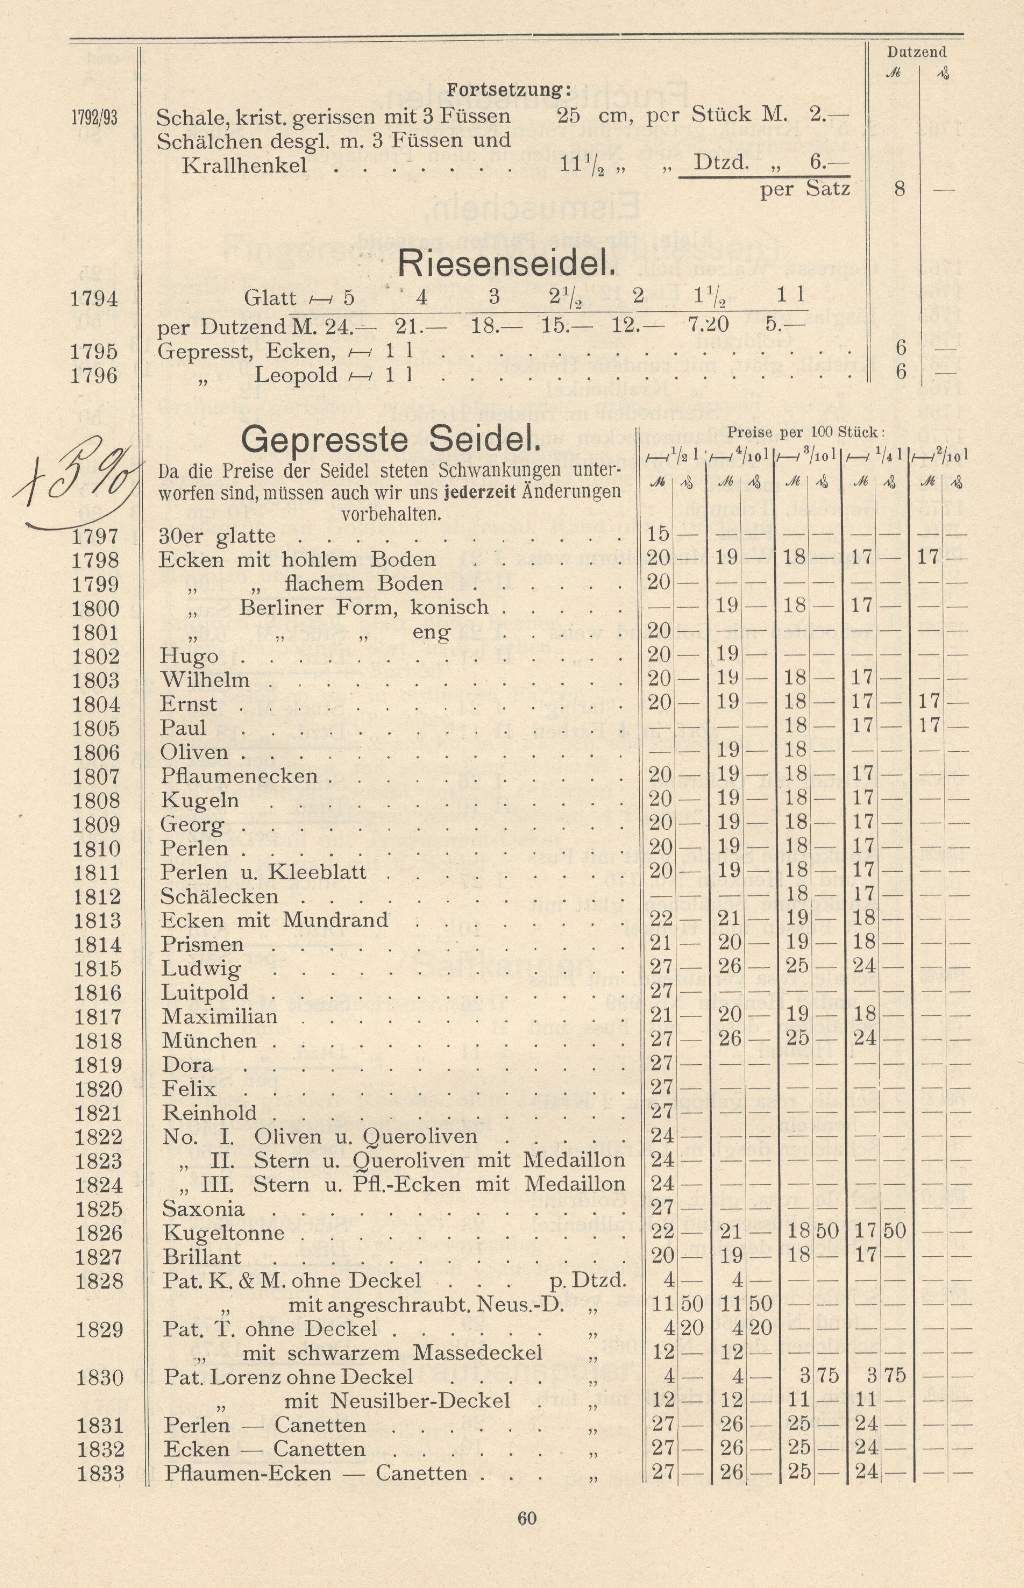 Dutzend
ℳ ₰
Fortsetzung:
1792/93 Schale, krist. gerissen mit 3 Füssen 25 cm, per Stück M. 2.—
Schälchen desgl. m. 3 Füssen und
Krallhenkel . . . . . . . 11 1/2 „ „ Dtzd. „ 6.—
per Satz 8 —
Riesenseidel.
1794 Glatt ⟼ 5 4 3 2 1/2 2 1 1/2 1 l
per Dutzend M. 24.— 21.— 18.— 15.— 12.— 7.20 5.—
1795 Gepresst, Ecken, ⟼ 1 l . . . . . . . . . . . . . . . 6 —
1796 „ Leopold ⟼ 1 l . . . . . . . . . . . . . . . 6 —
Gepresste Seidel.
Preise per 100 Stück:
+5%
Da die Preise der Seidel steten Schwankungen unter-
worfen sind, müssen auch wir uns jederzeit Änderungen
vorbehalten.
⟼ 1/2 l ⟼ 4/10 l ⟼ 3/10 l ⟼ 1/4 l ⟼ 2/10 l
ℳ ₰ ℳ ₰ ℳ ₰ ℳ ₰ ℳ ₰
1797 30er glatte . . . . . . . . . . . . 15 — — — — — — — — —
1798 Ecken mit hohlem Boden . . . . . . 20 — 19 — 18 — 17 — 17 —
1799 „ „ flachem Boden . . . . . . 20 — — — — — — — — —
1800 „ Berliner Form, konisch . . . . . — — 19 — 18 — 17 — — —
1801 „ „ „ eng . . . . . 20 — — — — — — — — —
1802 Hugo . . . . . . . . . . . . . . 20 — 19 — — — — — — —
1803 Wilhelm . . . . . . . . . . . . . 20 — 19 — 18 — 17 — — —
1804 Ernst . . . . . . . . . . . . . . 20 — 19 — 18 — 17 — 17 —
1805 Paul . . . . . . . . . . . . . . — — — — 18 — 17 — 17 —
1806 Oliven . . . . . . . . . . . . . . — — 19 — 18 — — — — —
1807 Pflaumenecken . . . . . . . . . . . 20 — 19 — 18 — 17 — — —
1808 Kugeln . . . . . . . . . . . . . 20 — 19 — 18 — 17 — — —
1809 Georg . . . . . . . . . . . . . . 20 — 19 — 18 — 17 — — —
1810 Perlen . . . . . . . . . . . . . . 20 — 19 — 18 — 17 — — —
1811 Perlen u. Kleeblatt . . . . . . . . . 20 — 19 — 18 — 17 — — —
1812 Schälecken . . . . . . . . . . . . — — — — 18 — 17 — — —
1813 Ecken mit Mundrand . . . . . . . . 22 — 21 — 19 — 18 — — —
1814 Prismen . . . . . . . . . . . . . 21 — 20 — 19 — 18 — — —
1815 Ludwig . . . . . . . . . . . . . 27 — 26 — 25 — 24 — — —
1816 Luitpold . . . . . . . . . . . . . 27 — — — — — — — — —
1817 Maximilian . . . . . . . . . . . . 21 — 20 — 19 — 18 — — —
1818 München . . . . . . . . . . . . . 27 — 26 — 25 — 24 — — —
1819 Dora . . . . . . . . . . . . . . 27 — — — — — — — — —
1820 Felix . . . . . . . . . . . . . . 27 — — — — — — — — —
1821 Reinhold . . . . . . . . . . . . . 27 — — — — — — — — —
1822 No. I. Oliven u. Queroliven . . . . . 24 — — — — — — — — —
1823 „ II. Stern u. Queroliven mit Medaillon 24 — — — — — — — — —
1824 „ III. Stern u. Pfl.-Ecken mit Medaillon 24 — — — — — — — — —
1825 Saxonia . . . . . . . . . . . . . 27 — — — — — — — — —
1826 Kugeltonne . . . . . . . . . . . . 22 — 21 — 18 50 17 50 — —
1827 Brillant . . . . . . . . . . . . . 20 — 19 — 18 — 17 — — —
1828 Pat. K. & M. ohne Deckel . . . p. Dtzd. 4 — 4 — — — — — — —
„ mit angeschraubt. Neus.-D. „ 11 50 11 50 — — — — — —
1829 Pat. T. ohne Deckel . . . . . . „ 4 20 4 20 — — — — — —
„ mit schwarzem Massedeckel „ 12 — 12 — — — — — — —
1830 Pat. Lorenz ohne Deckel . . . . „ 4 — 4 — 3 75 3 75 — —
„ mit Neusilber-Deckel . „ 12 — 12 — 11 — 11 — — —
1831 Perlen — Canetten . . . . . . „ 27 — 26 — 25 — 24 — — —
1832 Ecken — Canetten . . . . . . „ 27 — 26 — 25 — 24 — — —
1833 Pflaumen-Ecken — Canetten . . . „ 27 — 26 — 25 — 24 — — —
60